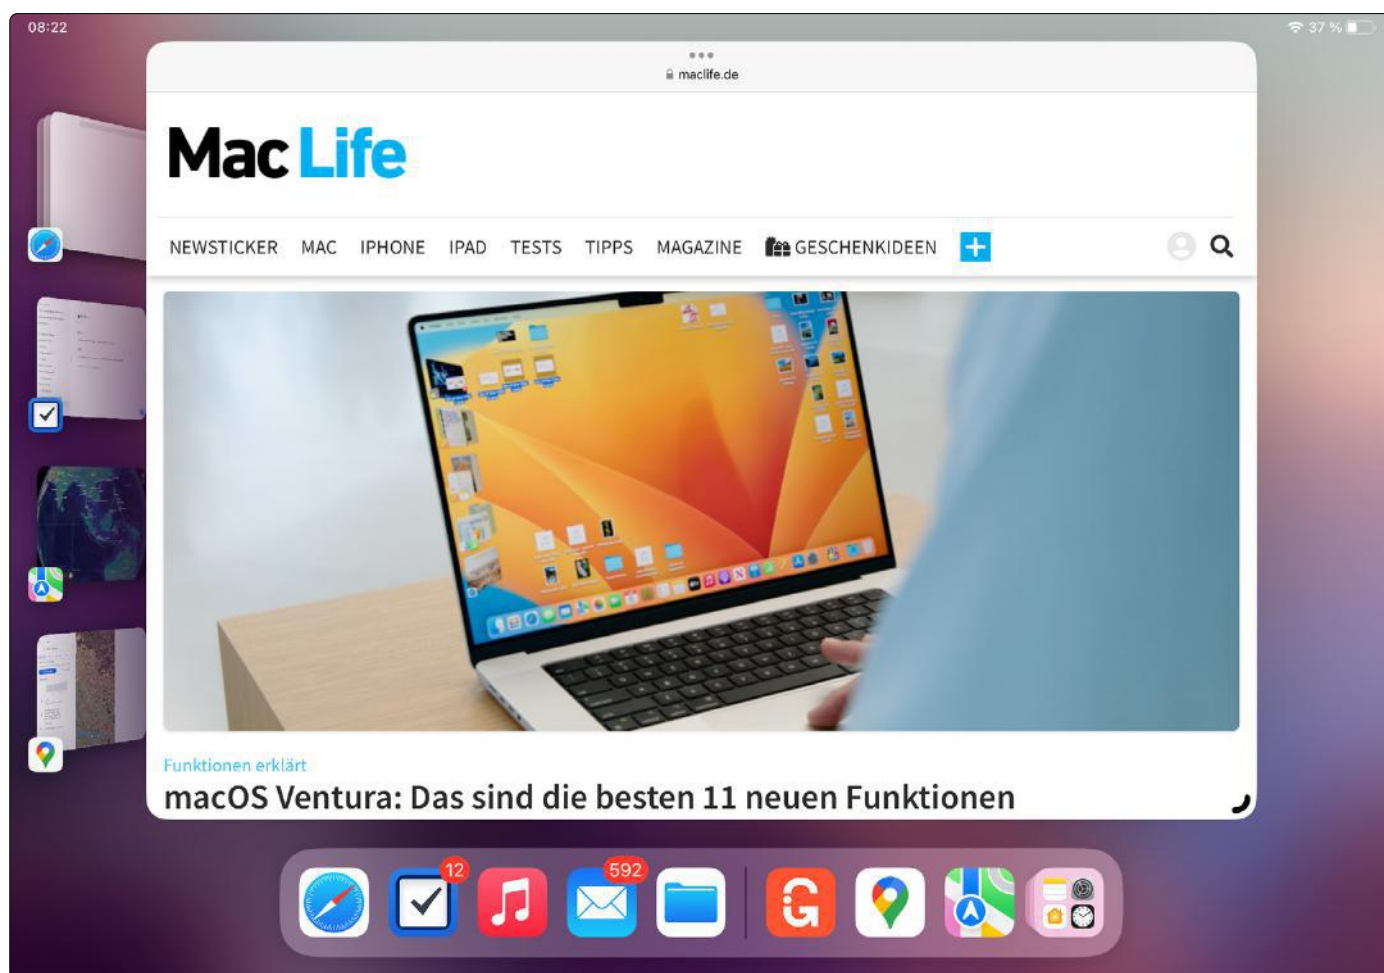 08:22
37 %
maclife.de
Mac Life
NEWSTICKER MAC IPHONE IPAD TESTS TIPPS MAGAZINE GESCHENKIDEEN
Funktionen erklärt
macOS Ventura: Das sind die besten 11 neuen Funktionen
12
592